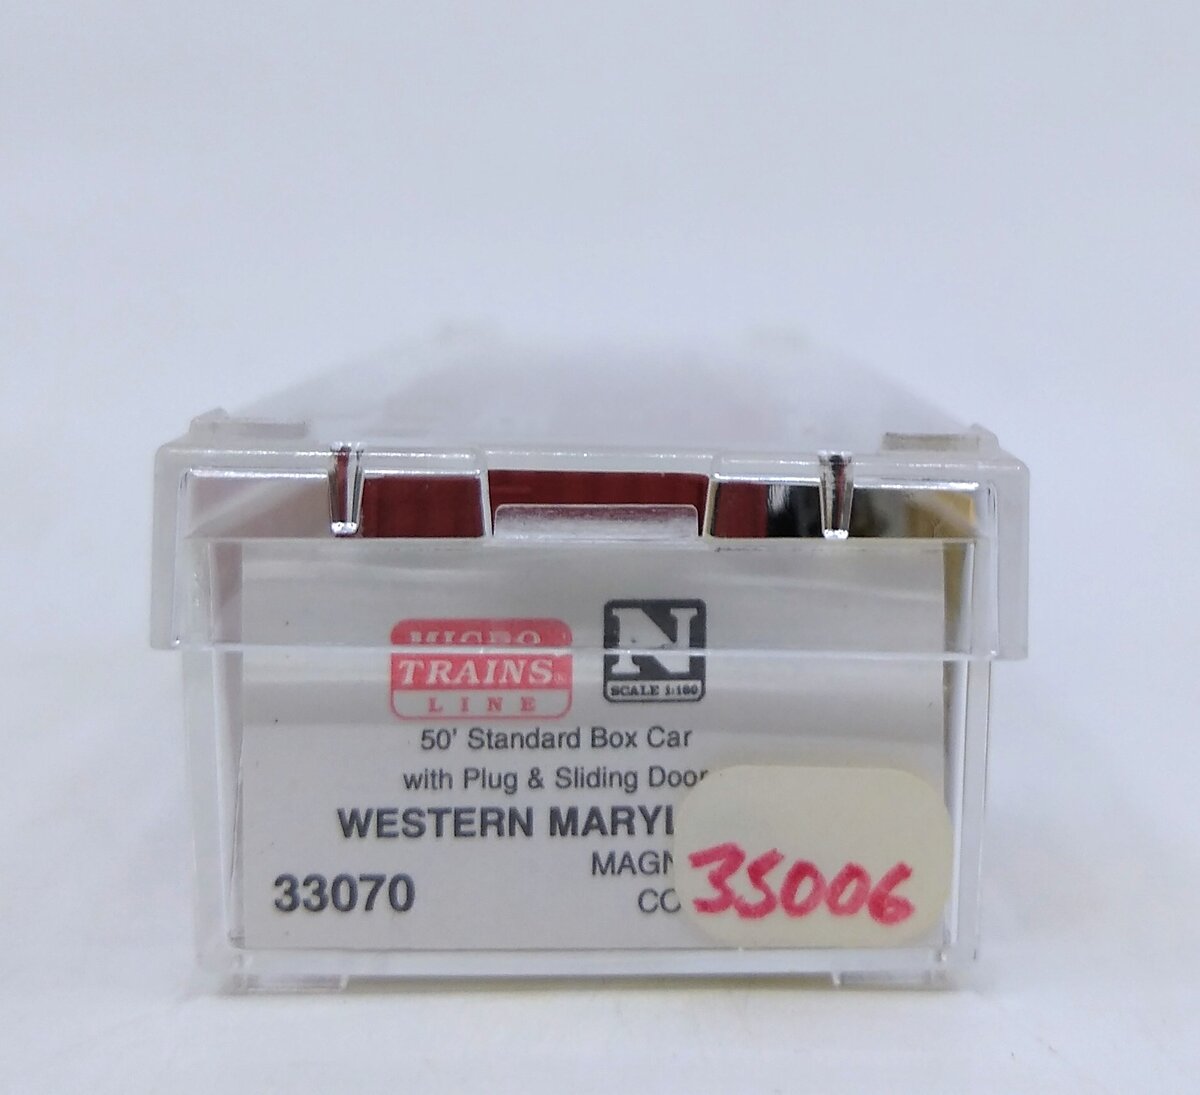 MICRO
TRAINS
LINE
N
SCALE 1:160
50' Standard Box Car
with Plug & Sliding Door
WESTERN MARYL
MAGN
33070
CO
35006